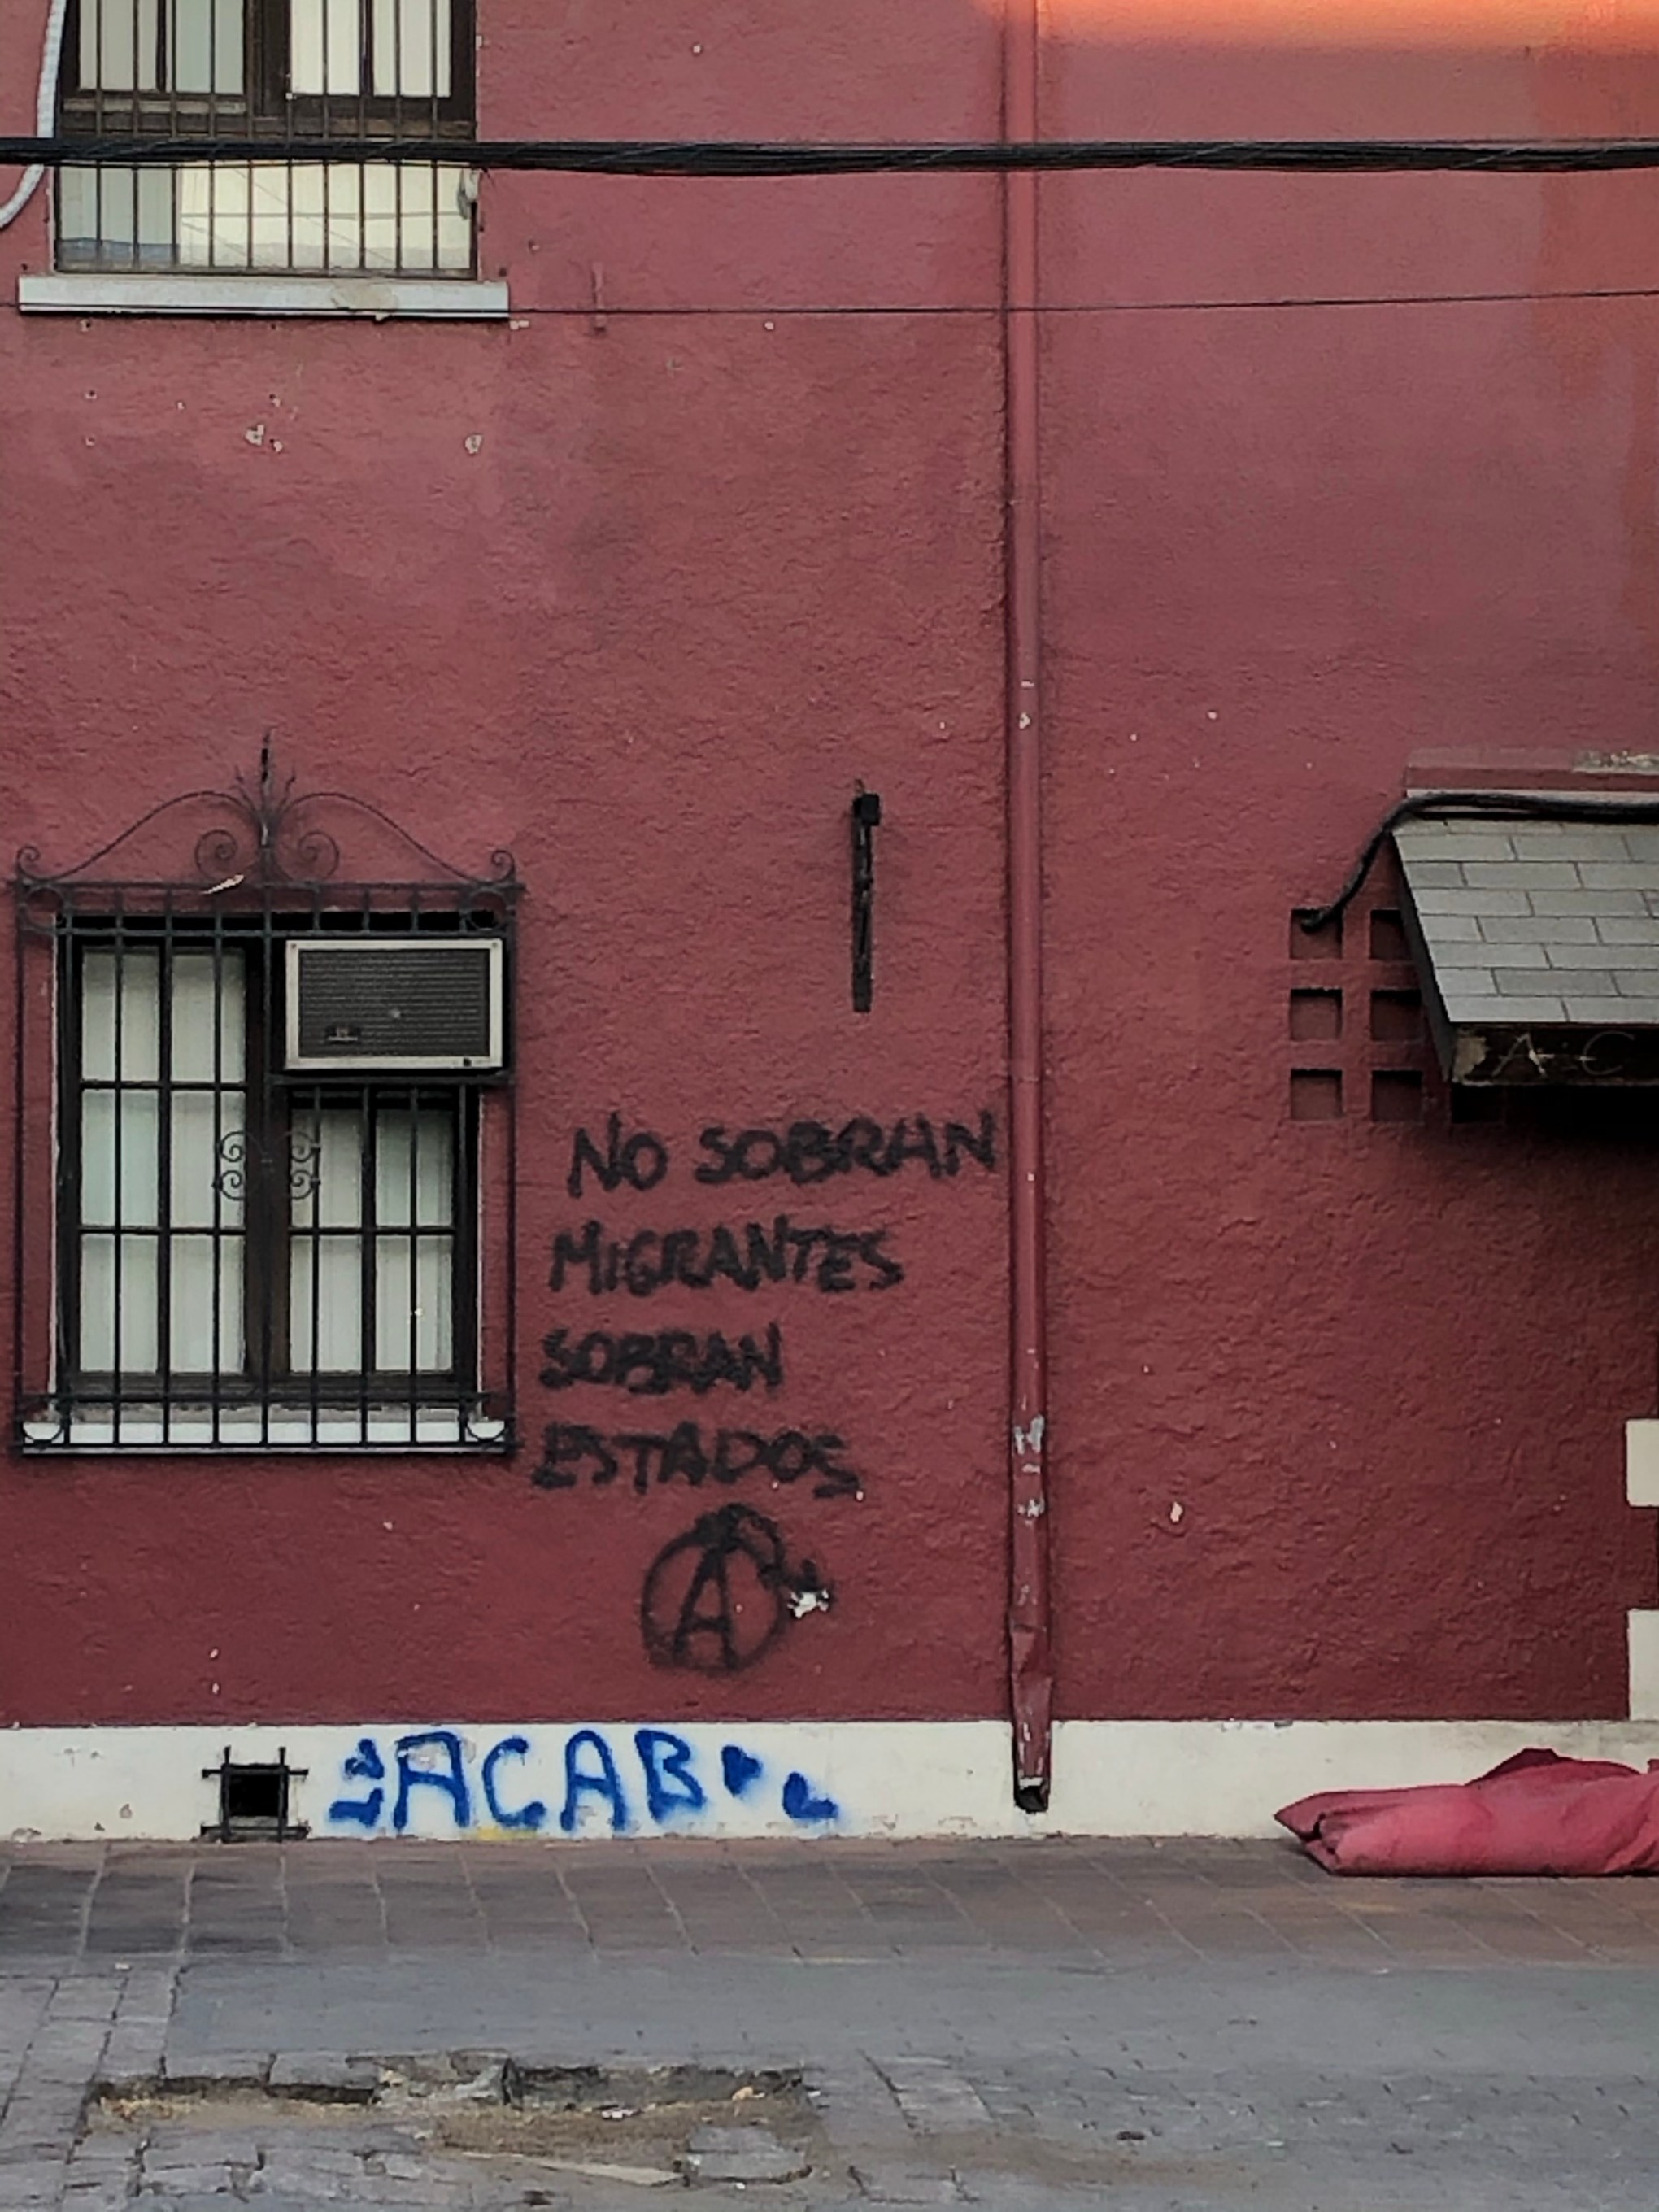 NO SOBRAN
MIGRANTES
SOBRAN
ESTADOS
A
ACAB